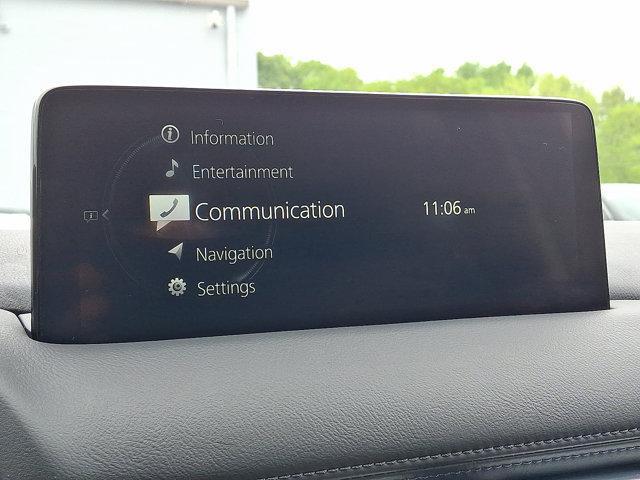 Information
Entertainment
Communication
11:06 am
Navigation
Settings